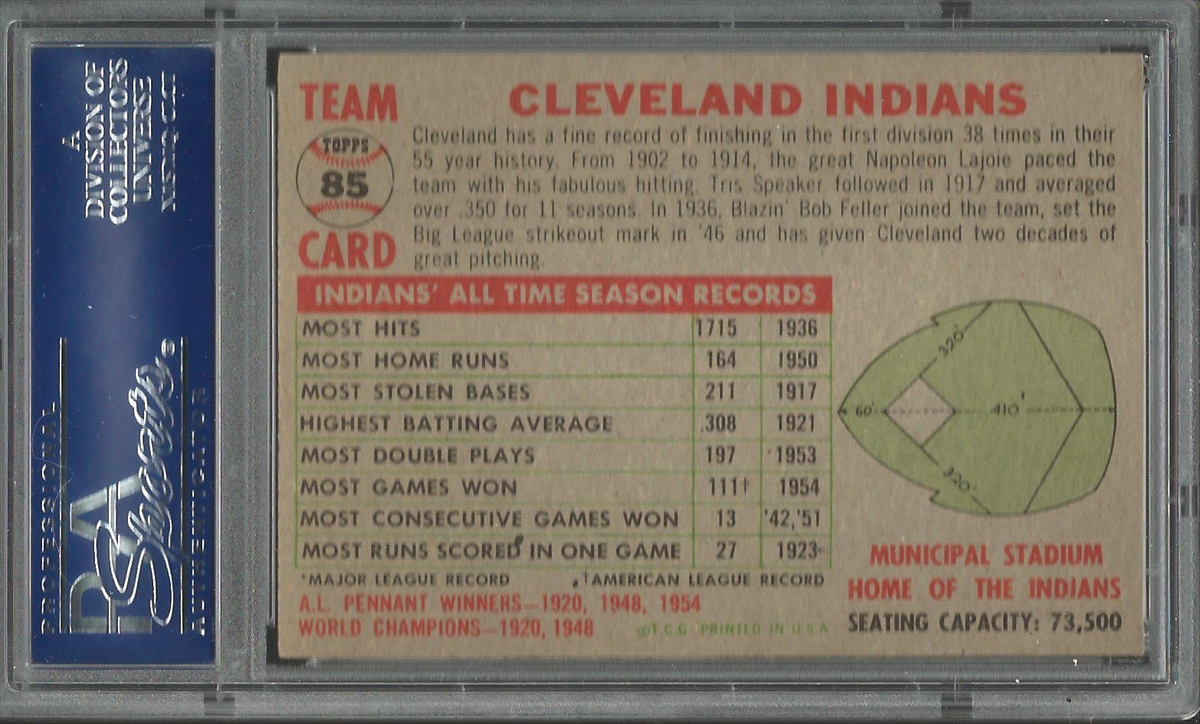 A
DIVISION OF
COLLECTORS
UNIVERSE
NASDAQ: CLCT
PROFESSIONAL
PSA
Sports
AUTHENTICATOR
TEAM
TOPPS
85
CARD
CLEVELAND INDIANS
Cleveland has a fine record of finishing in the first division 38 times in their
55 year history. From 1902 to 1914, the great Napoleon Lajoie paced the
team with his fabulous hitting. Tris Speaker followed in 1917 and averaged
over .350 for 11 seasons. In 1936, Blazin' Bob Feller joined the team, set the
Big League strikeout mark in '46 and has given Cleveland two decades of
great pitching.
INDIANS' ALL TIME SEASON RECORDS
MOST HITS 1715 1936
MOST HOME RUNS 164 1950
MOST STOLEN BASES 211 1917
HIGHEST BATTING AVERAGE .308 1921
MOST DOUBLE PLAYS 197 1953
MOST GAMES WON 111† 1954
MOST CONSECUTIVE GAMES WON 13 '42,'51
MOST RUNS SCORED IN ONE GAME 27 1923
*MAJOR LEAGUE RECORD †AMERICAN LEAGUE RECORD
A.L. PENNANT WINNERS—1920, 1948, 1954
WORLD CHAMPIONS—1920, 1948 ©T.C.G. PRINTED IN U.S.A.
320'
60' 410'
320'
MUNICIPAL STADIUM
HOME OF THE INDIANS
SEATING CAPACITY: 73,500